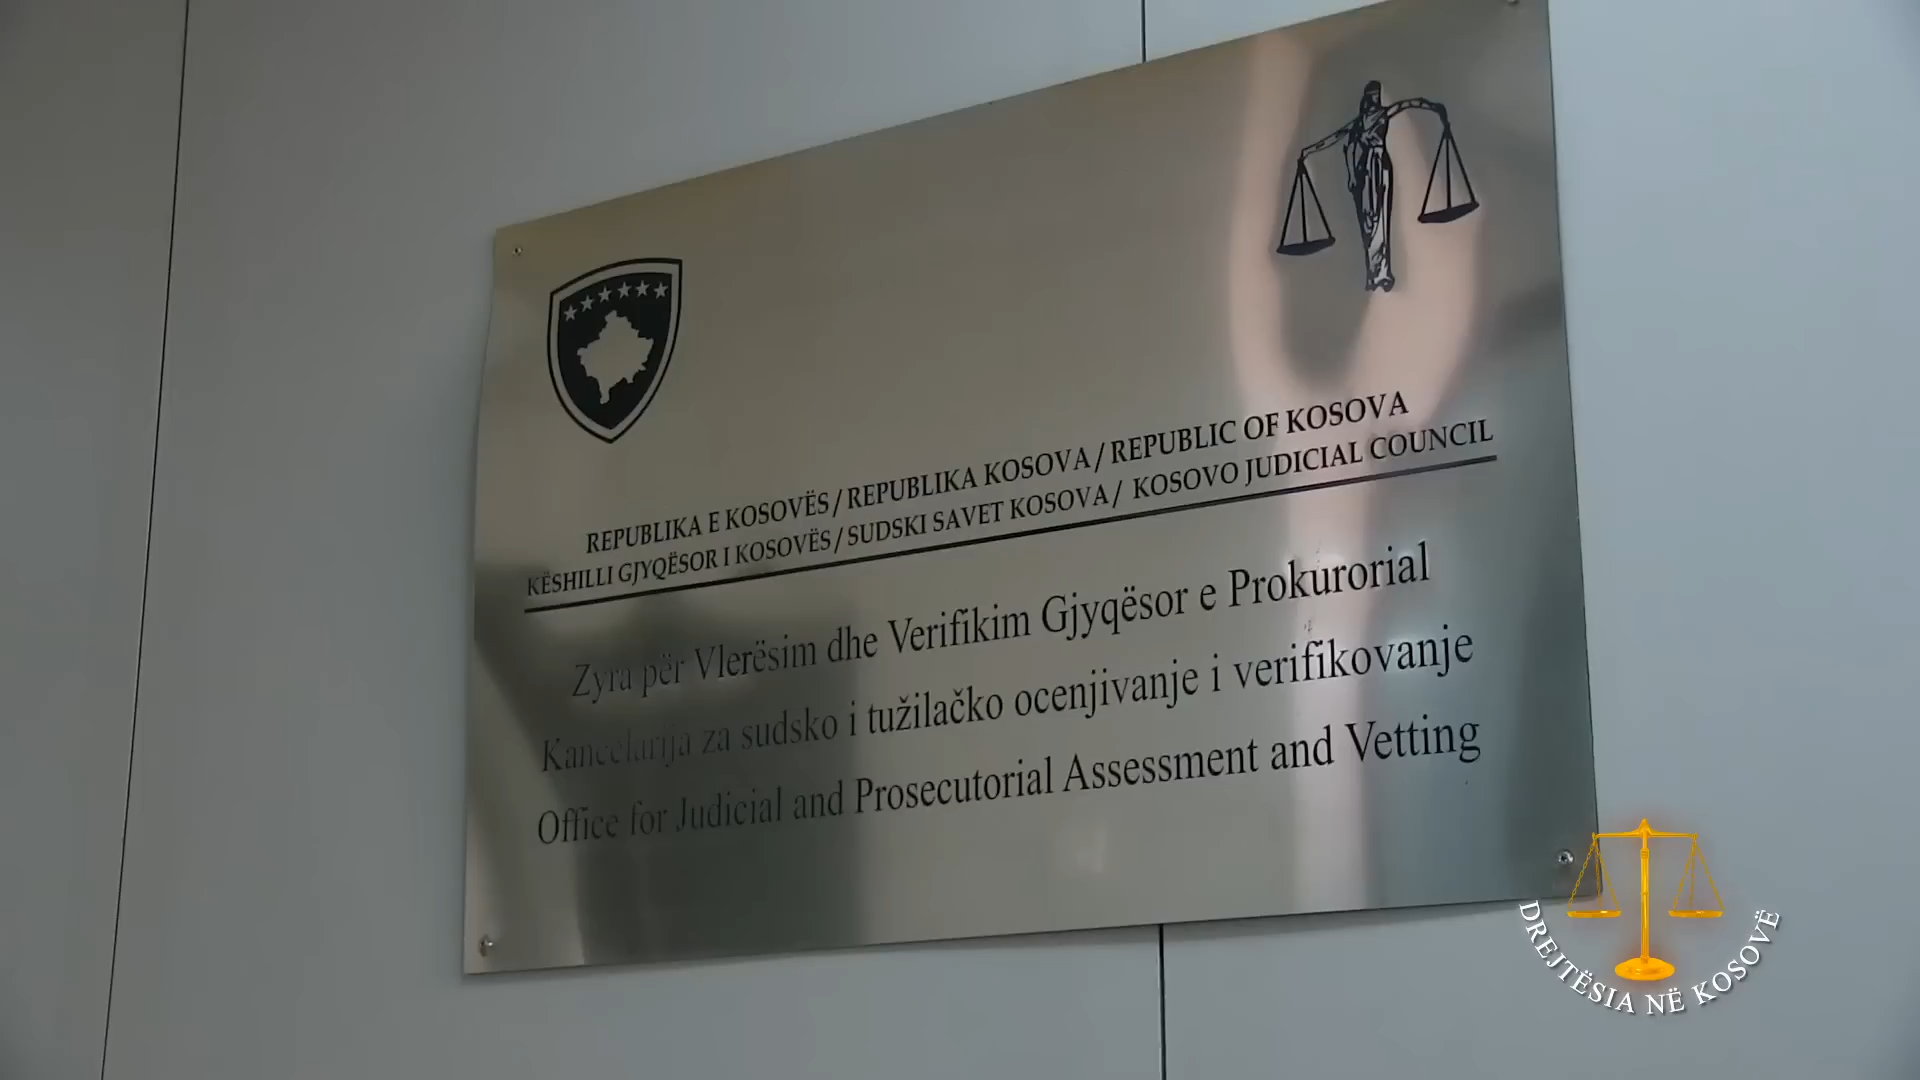 REPUBLIKA E KOSOVËS / REPUBLIKA KOSOVA / REPUBLIC OF KOSOVA
KËSHILLI GJYQËSOR I KOSOVËS / SUDSKI SAVET KOSOVA / KOSOVO JUDICIAL COUNCIL
Zyra për Vlerësim dhe Verifikim Gjyqësor e Prokurorial
Kancelarija za sudsko i tužilačko ocenjivanje i verifikovanje
Office for Judicial and Prosecutorial Assessment and Vetting
DREJTËSIA NË KOSOVË